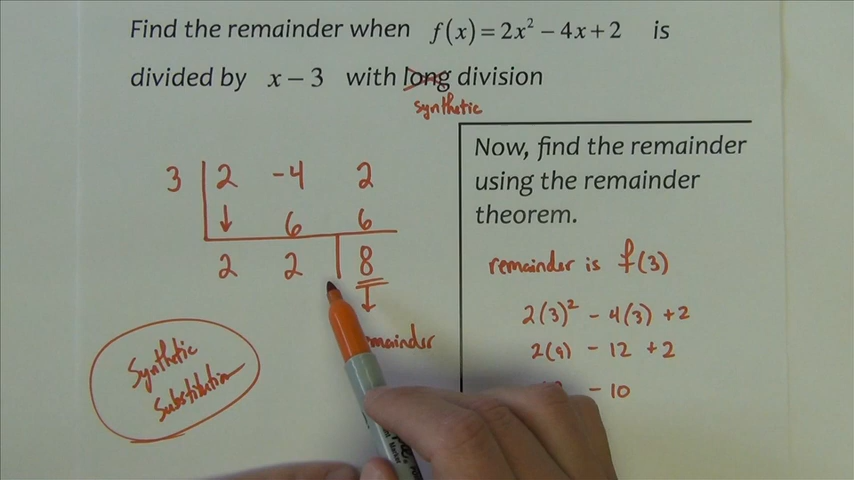 Find the remainder when f(x) = 2x² − 4x + 2 is
divided by x − 3 with long division
synthetic
3 2 -4 2
↓ 6 6
2 2 8
↓
Synthetic
Substitution
Now, find the remainder
using the remainder
theorem.
remainder is f(3)
2(3)² - 4(3) +2
2(9) - 12 +2
- 10